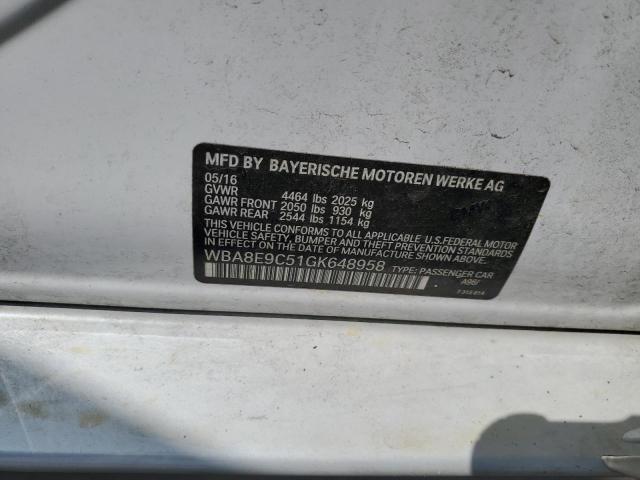 MFD BY BAYERISCHE MOTOREN WERKE AG
05/16
GVWR 4464 lbs 2025 kg
GAWR FRONT 2050 lbs 930 kg
GAWR REAR 2544 lbs 1154 kg
THIS VEHICLE CONFORMS TO ALL APPLICABLE U.S.FEDERAL MOTOR
VEHICLE SAFETY, BUMPER, AND THEFT PREVENTION STANDARDS
IN EFFECT ON THE DATE OF MANUFACTURE SHOWN ABOVE.
WBA8E9C51GK648958 TYPE: PASSENGER CAR
A96/